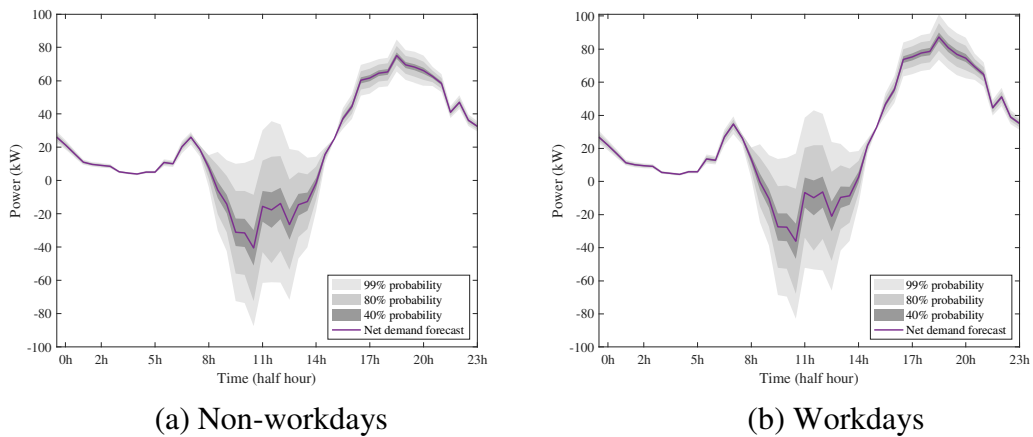 100
80
60
40
20
0
-20
-40
-60
-80
-100
Power (kW)
0h 2h 5h 8h 11h 14h 17h 20h 23h
Time (half hour)
99% probability
80% probability
40% probability
Net demand forecast
(a) Non-workdays
100
80
60
40
20
0
-20
-40
-60
-80
-100
Power (kW)
0h 2h 5h 8h 11h 14h 17h 20h 23h
Time (half hour)
99% probability
80% probability
40% probability
Net demand forecast
(b) Workdays